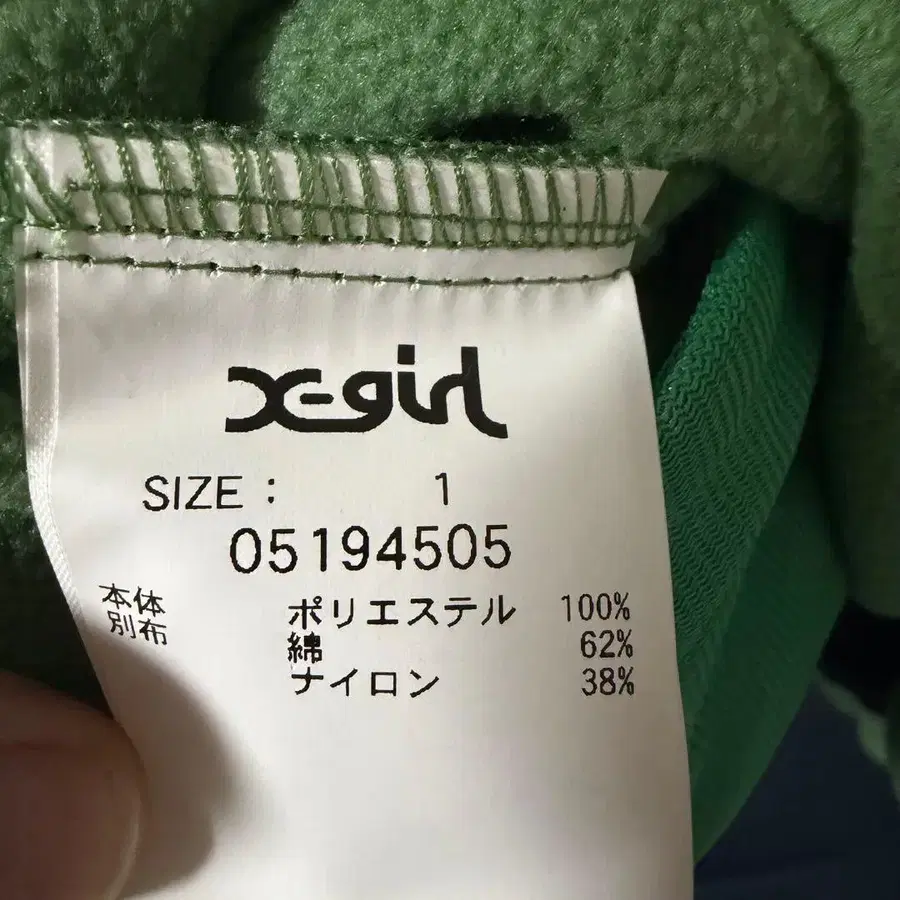 X-girl
SIZE : 1
05194505
本体 ポリエステル 100%
別布 綿 62%
ナイロン 38%